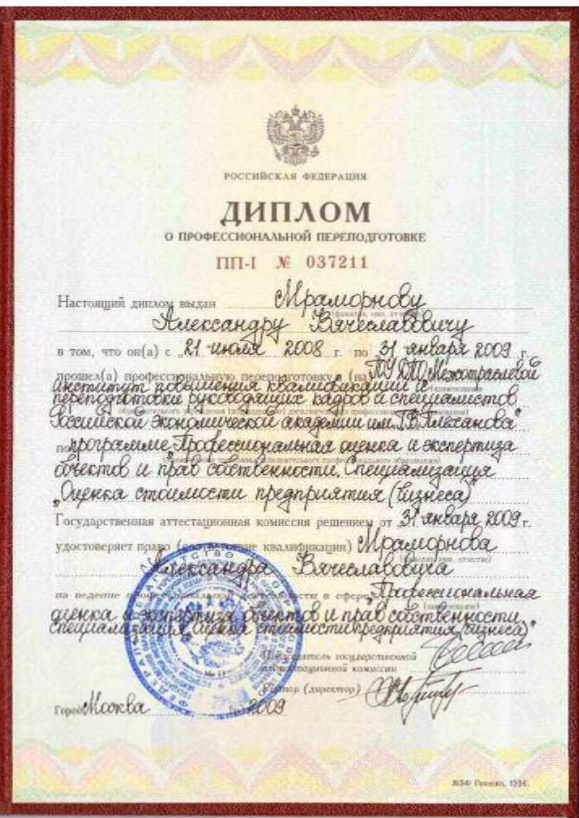 РОССИЙСКАЯ ФЕДЕРАЦИЯ
ДИПЛОМ
О ПРОФЕССИОНАЛЬНОЙ ПЕРЕПОДГОТОВКЕ
ПП-I № 037211
Настоящий диплом выдан Мраморнову
Александру Вячеславовичу
в том, что он(а) с „21" июля 2008 г. по 31 января 2009 г.
прошел(а) профессиональную переподготовку в (на) Межотраслевой
институт повышения квалификации и
переподготовки руководящих кадров и специалистов
Российской экономической академии им. Г.В. Плеханова"
по программе „Профессиональная оценка и экспертиза
объектов и прав собственности. Специализация
„Оценка стоимости предприятия (бизнеса)"
Государственная аттестационная комиссия решением от 31 января 2009 г.
удостоверяет право (соответствие квалификации) Мраморнова
Александра Вячеславовича
на ведение профессиональной деятельности в сфере „Профессиональная
оценка и экспертиза объектов и прав собственности
специализация „оценка стоимости предприятия (бизнеса)"
Председатель государственной
аттестационной комиссии
Ректор (директор)
Город Москва 2009